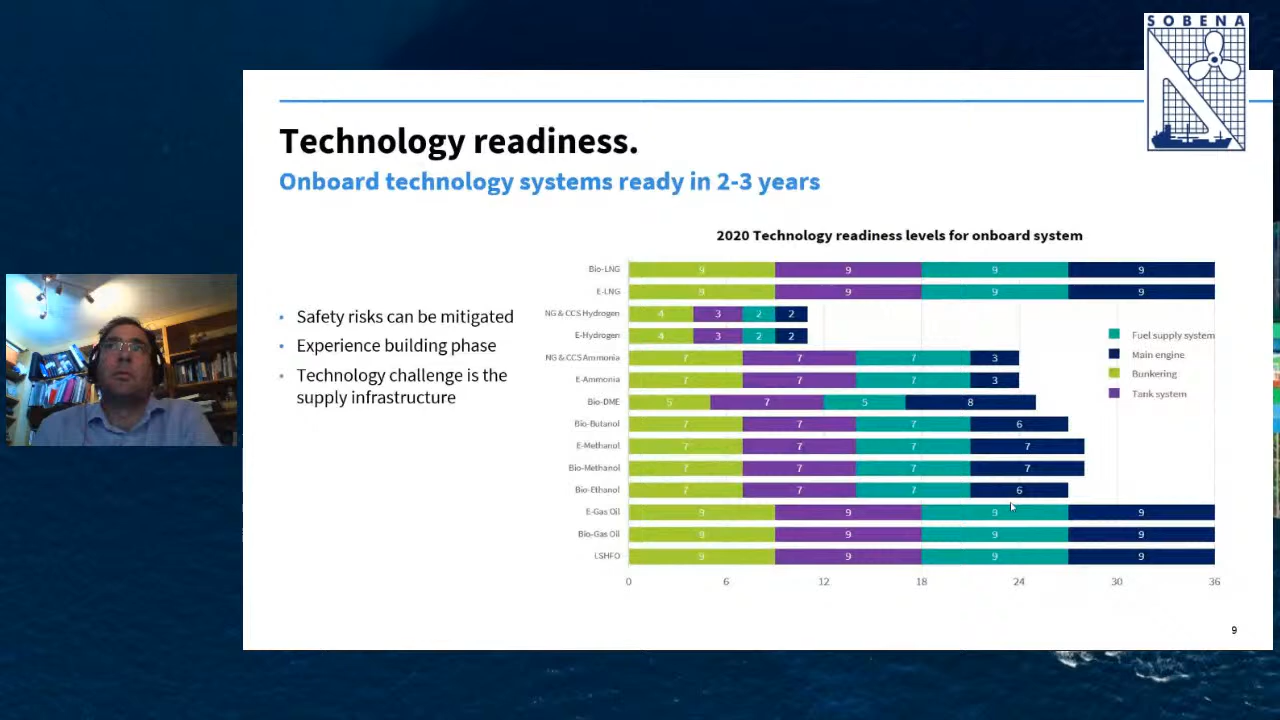 SOBENA
Technology readiness.
Onboard technology systems ready in 2-3 years
2020 Technology readiness levels for onboard system
• Safety risks can be mitigated
• Experience building phase
• Technology challenge is the
supply infrastructure
Bio-LNG 9 9 9 9
E-LNG 9 9 9 9
NG & CCS Hydrogen 4 3 2 2
E-Hydrogen 4 3 2 2
NG & CCS Ammonia 7 7 7 3
E-Ammonia 7 7 7 3
Bio-DME 5 7 5 8
Bio-Butanol 7 7 7 6
E-Methanol 7 7 7 7
Bio-Methanol 7 7 7 7
Bio-Ethanol 7 7 7 6
E-Gas Oil 9 9 9 9
Bio-Gas Oil 9 9 9 9
LSHFO 9 9 9 9
0 6 12 18 24 30 36
Fuel supply system
Main engine
Bunkering
Tank system
9